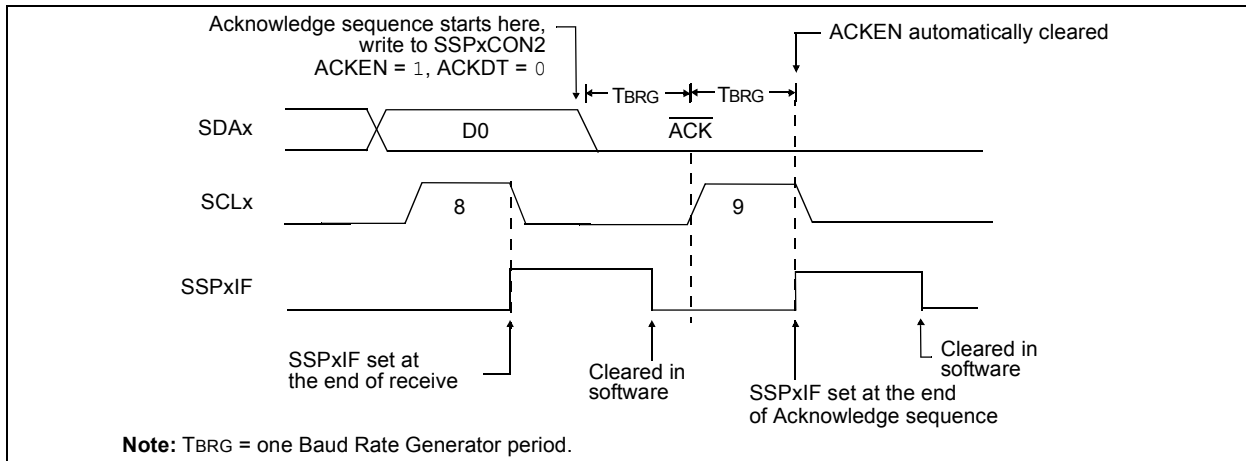 Acknowledge sequence starts here,
write to SSPxCON2
ACKEN = 1, ACKDT = 0
ACKEN automatically cleared
TBRG
TBRG
SDAx
D0
ACK
SCLx
8
9
SSPxIF
SSPxIF set at
the end of receive
Cleared in
software
SSPxIF set at the end
of Acknowledge sequence
Cleared in
software
Note: TBRG = one Baud Rate Generator period.